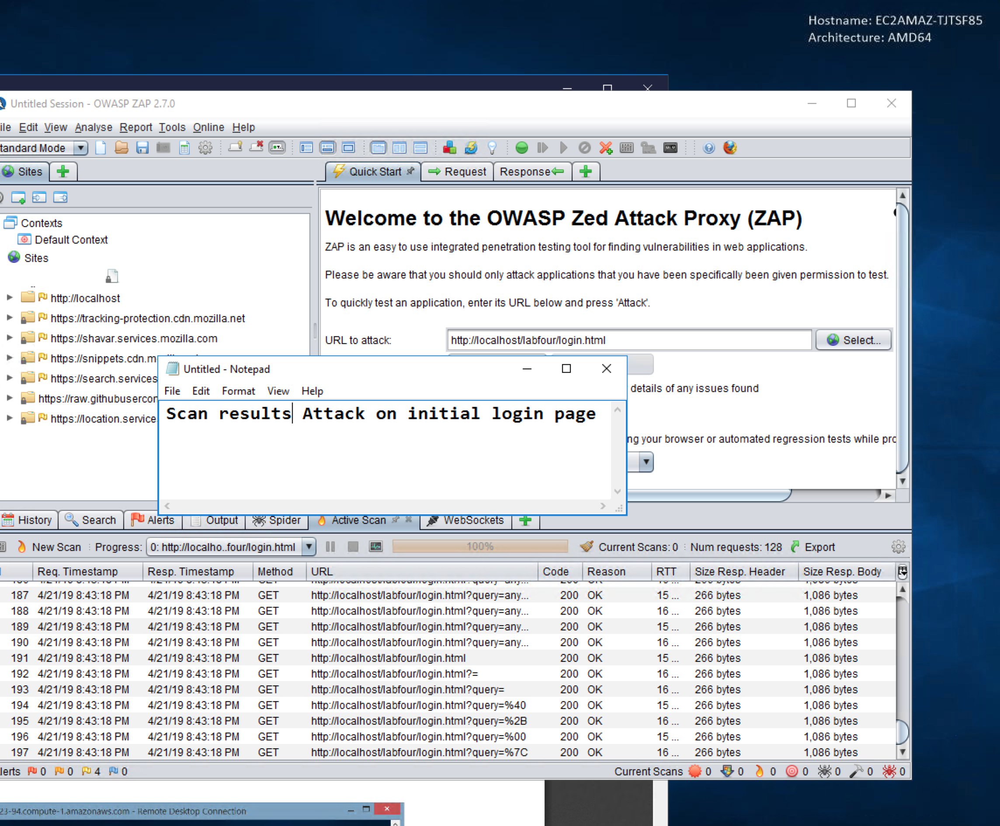 Hostname: EC2AMAZ-TJTSF85
Architecture: AMD64
Untitled Session - OWASP ZAP 2.7.0
ile Edit View Analyse Report Tools Online Help
tandard Mode
Sites
Quick Start Request Response
Contexts
Default Context
Sites
http://localhost
https://tracking-protection.cdn.mozilla.net
https://shavar.services.mozilla.com
https://snippets.cdn.m
https://search.services
https://raw.githubusercon
https://location.service
Welcome to the OWASP Zed Attack Proxy (ZAP)
ZAP is an easy to use integrated penetration testing tool for finding vulnerabilities in web applications.
Please be aware that you should only attack applications that you have been specifically been given permission to test.
To quickly test an application, enter its URL below and press 'Attack'.
URL to attack: http://localhost/labfour/login.html Select...
details of any issues found
ng your browser or automated regression tests while pro
Untitled - Notepad
File Edit Format View Help
Scan results Attack on initial login page
History Search Alerts Output Spider Active Scan WebSockets
New Scan Progress: 0: http://localho..four/login.html 100% Current Scans: 0 Num requests: 128 Export
Req. Timestamp Resp. Timestamp Method URL Code Reason RTT Size Resp. Header Size Resp. Body
187 4/21/19 8:43:18 PM 4/21/19 8:43:18 PM GET http://localhost/labfour/login.html?query=any... 200 OK 15 ... 266 bytes 1,086 bytes
188 4/21/19 8:43:18 PM 4/21/19 8:43:18 PM GET http://localhost/labfour/login.html?query=any... 200 OK 16 ... 266 bytes 1,086 bytes
189 4/21/19 8:43:18 PM 4/21/19 8:43:18 PM GET http://localhost/labfour/login.html?query=any... 200 OK 15 ... 266 bytes 1,086 bytes
190 4/21/19 8:43:18 PM 4/21/19 8:43:18 PM GET http://localhost/labfour/login.html?query=any... 200 OK 16 ... 266 bytes 1,086 bytes
191 4/21/19 8:43:18 PM 4/21/19 8:43:18 PM GET http://localhost/labfour/login.html 200 OK 15 ... 266 bytes 1,086 bytes
192 4/21/19 8:43:18 PM 4/21/19 8:43:18 PM GET http://localhost/labfour/login.html?= 200 OK 16 ... 266 bytes 1,086 bytes
193 4/21/19 8:43:18 PM 4/21/19 8:43:18 PM GET http://localhost/labfour/login.html?query= 200 OK 16 ... 266 bytes 1,086 bytes
194 4/21/19 8:43:18 PM 4/21/19 8:43:18 PM GET http://localhost/labfour/login.html?query=%40 200 OK 15 ... 266 bytes 1,086 bytes
195 4/21/19 8:43:18 PM 4/21/19 8:43:18 PM GET http://localhost/labfour/login.html?query=%2B 200 OK 16 ... 266 bytes 1,086 bytes
196 4/21/19 8:43:18 PM 4/21/19 8:43:18 PM GET http://localhost/labfour/login.html?query=%00 200 OK 15 ... 266 bytes 1,086 bytes
197 4/21/19 8:43:18 PM 4/21/19 8:43:18 PM GET http://localhost/labfour/login.html?query=%7C 200 OK 16 ... 266 bytes 1,086 bytes
lerts 0 0 4 0 Current Scans 0 0 0 0 0 0 0
23-94.compute-1.amazonaws.com - Remote Desktop Connection